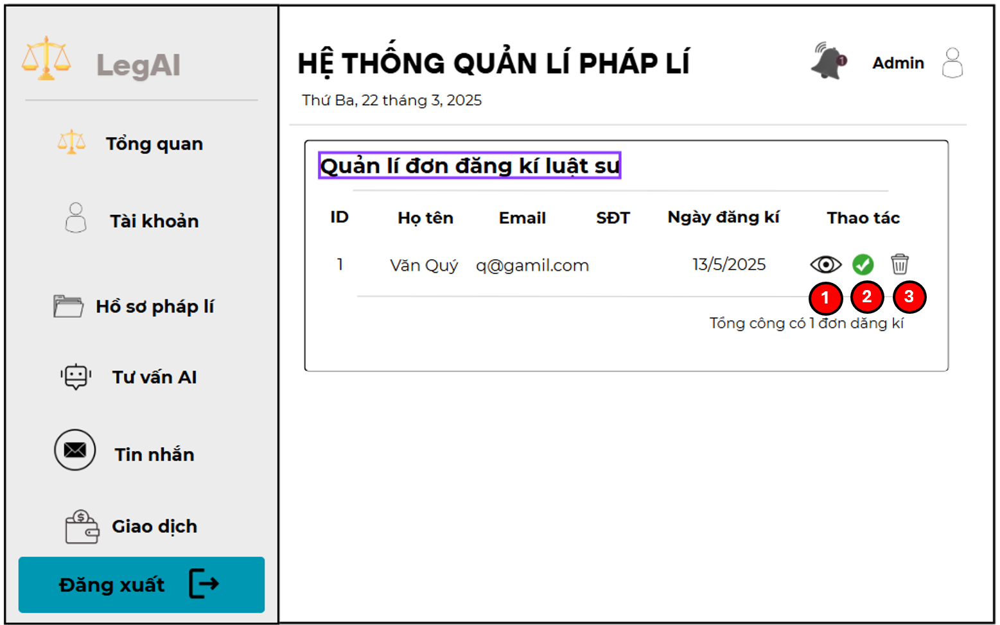 LegAI
Tổng quan
Tài khoản
Hồ sơ pháp lí
Tư vấn AI
Tin nhắn
Giao dịch
Đăng xuất
HỆ THỐNG QUẢN LÍ PHÁP LÍ
Thứ Ba, 22 tháng 3, 2025
1
Admin
Quản lí đơn đăng kí luật sư
ID Họ tên Email SĐT Ngày đăng kí Thao tác
1 Văn Quý q@gamil.com 13/5/2025
1 2 3
Tổng công có 1 đơn dăng kí